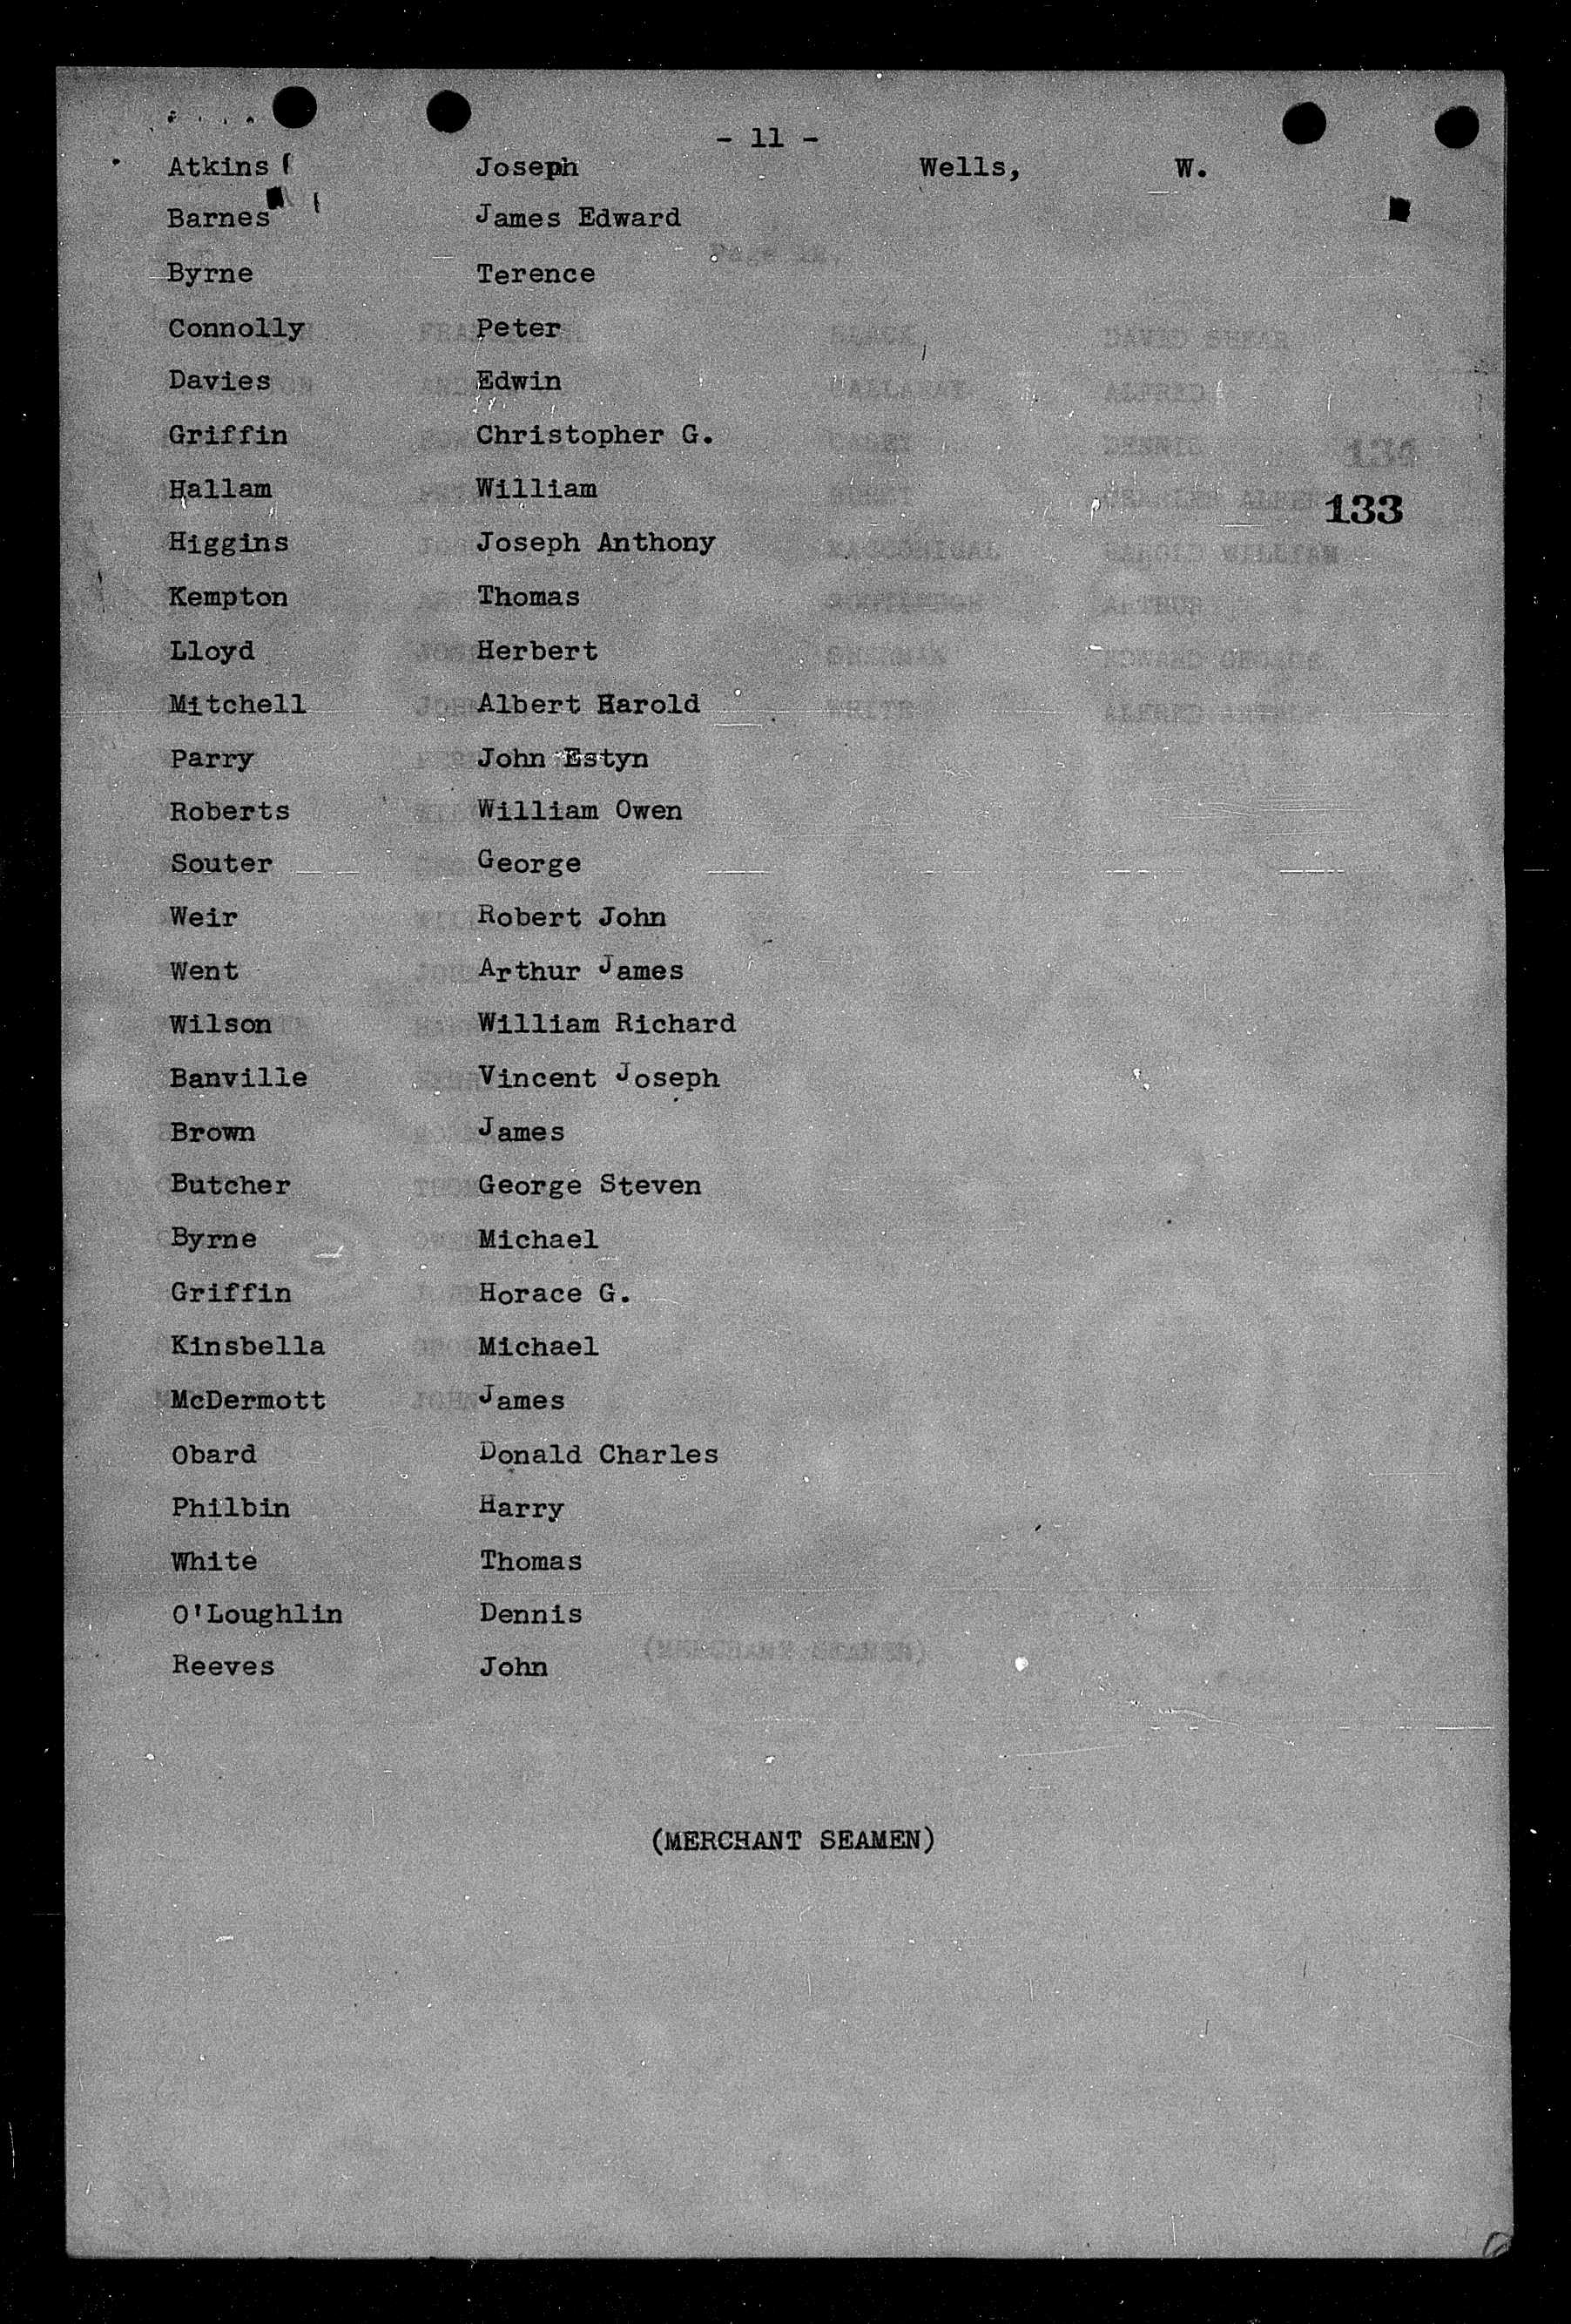 - 11 -
Atkins Joseph Wells, W.
Barnes James Edward
Byrne Terence
Connolly Peter
Davies Edwin
Griffin Christopher G.
Hallam William
133
Higgins Joseph Anthony
Kempton Thomas
Lloyd Herbert
Mitchell Albert Harold
Parry John Estyn
Roberts William Owen
Souter George
Weir Robert John
Went Arthur James
Wilson William Richard
Banville Vincent Joseph
Brown James
Butcher George Steven
Byrne Michael
Griffin Horace G.
Kinsbella Michael
McDermott James
Obard Donald Charles
Philbin Harry
White Thomas
O'Loughlin Dennis
Reeves John
(MERCHANT SEAMEN)